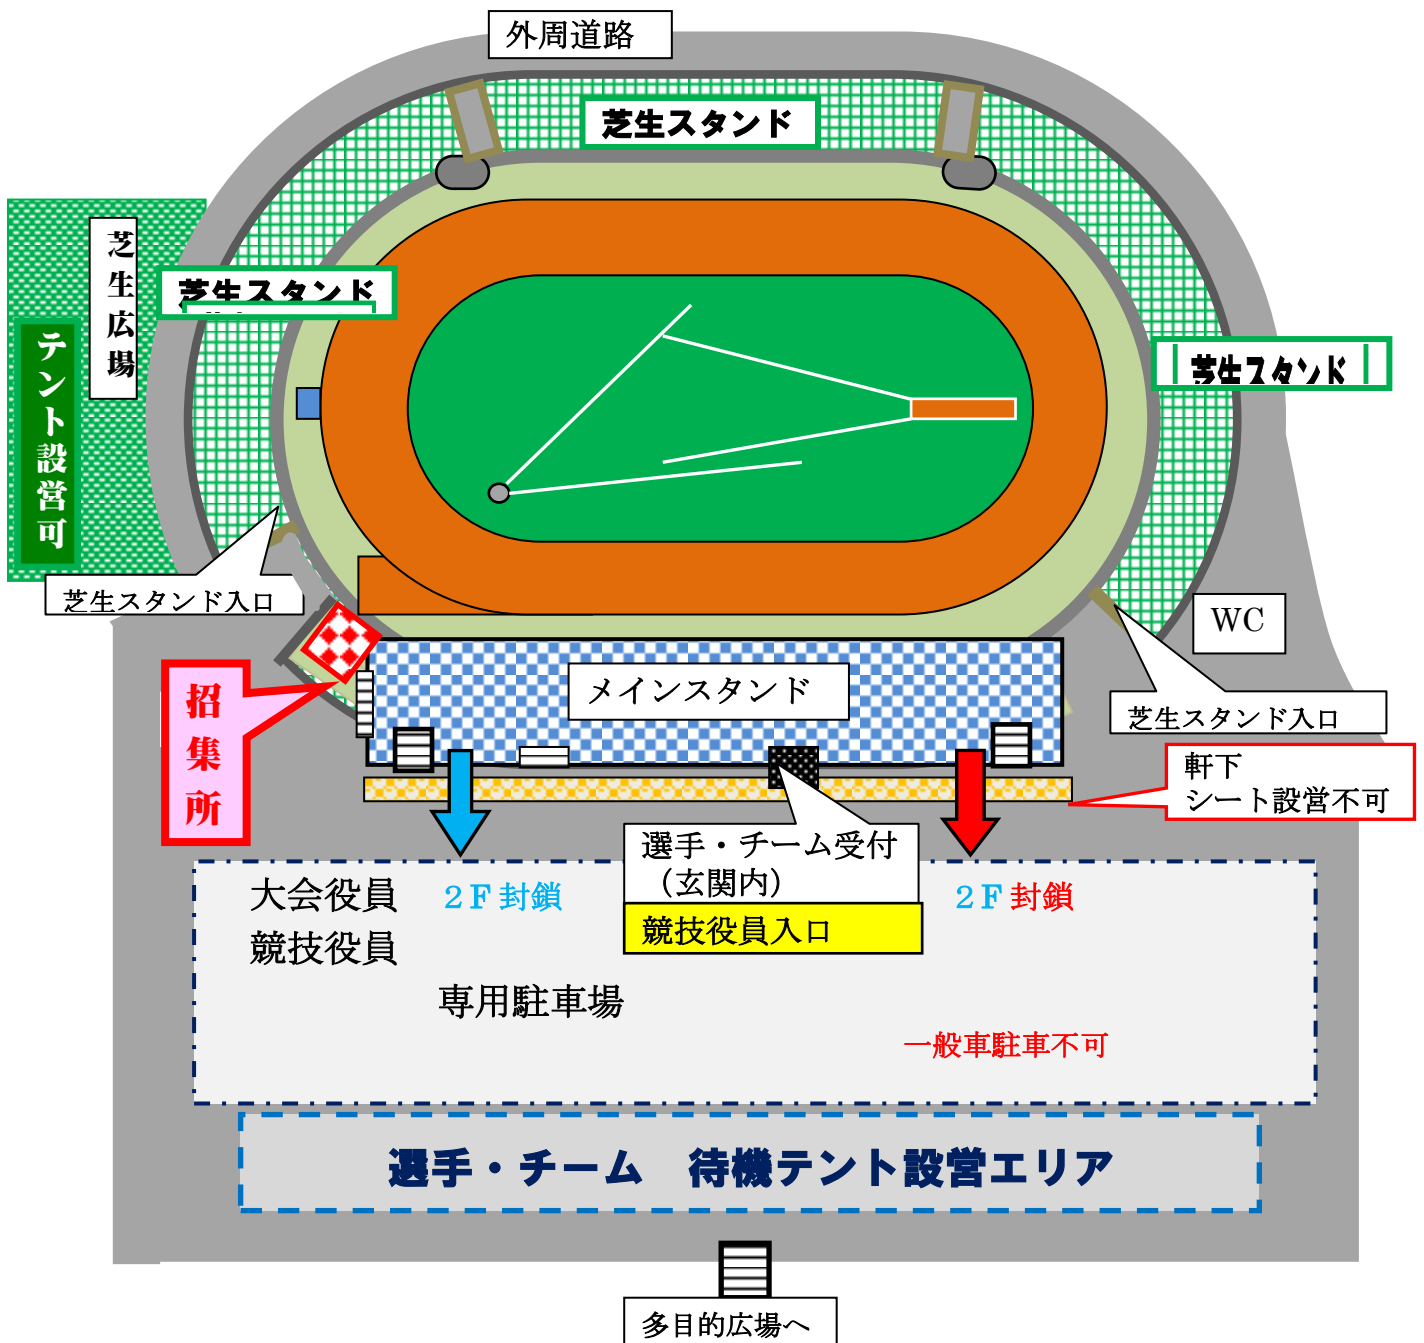 外周道路
芝生スタンド
芝生広場
芝生スタンド
テント設営可
芝生スタンド
芝生スタンド入口
WC
招集所
メインスタンド
芝生スタンド入口
軒下
シート設営不可
選手・チーム受付
（玄関内）
競技役員入口
大会役員
２Ｆ封鎖
２Ｆ封鎖
競技役員
専用駐車場
一般車駐車不可
選手・チーム　待機テント設営エリア
多目的広場へ